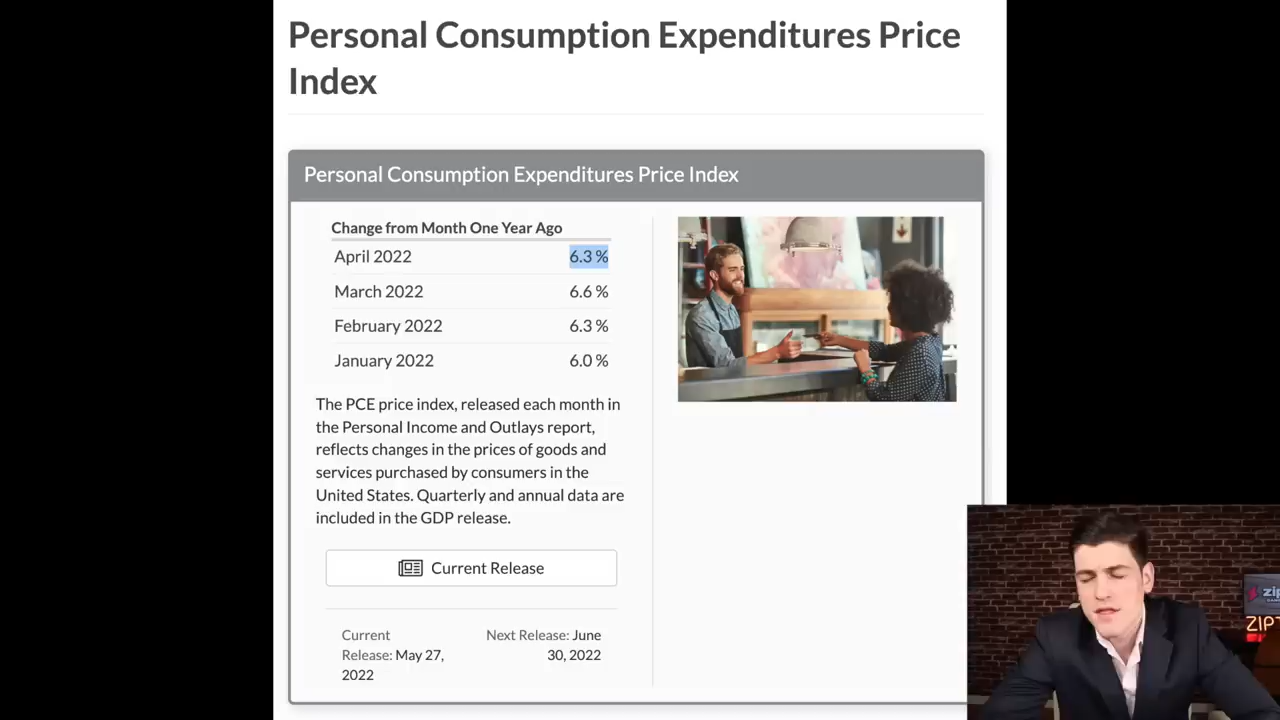 Personal Consumption Expenditures Price
Index
Personal Consumption Expenditures Price Index
Change from Month One Year Ago
April 2022 6.3 %
March 2022 6.6 %
February 2022 6.3 %
January 2022 6.0 %
The PCE price index, released each month in
the Personal Income and Outlays report,
reflects changes in the prices of goods and
services purchased by consumers in the
United States. Quarterly and annual data are
included in the GDP release.
Current Release
Current
Release: May 27,
2022
Next Release: June
30, 2022
zip
ZIPT